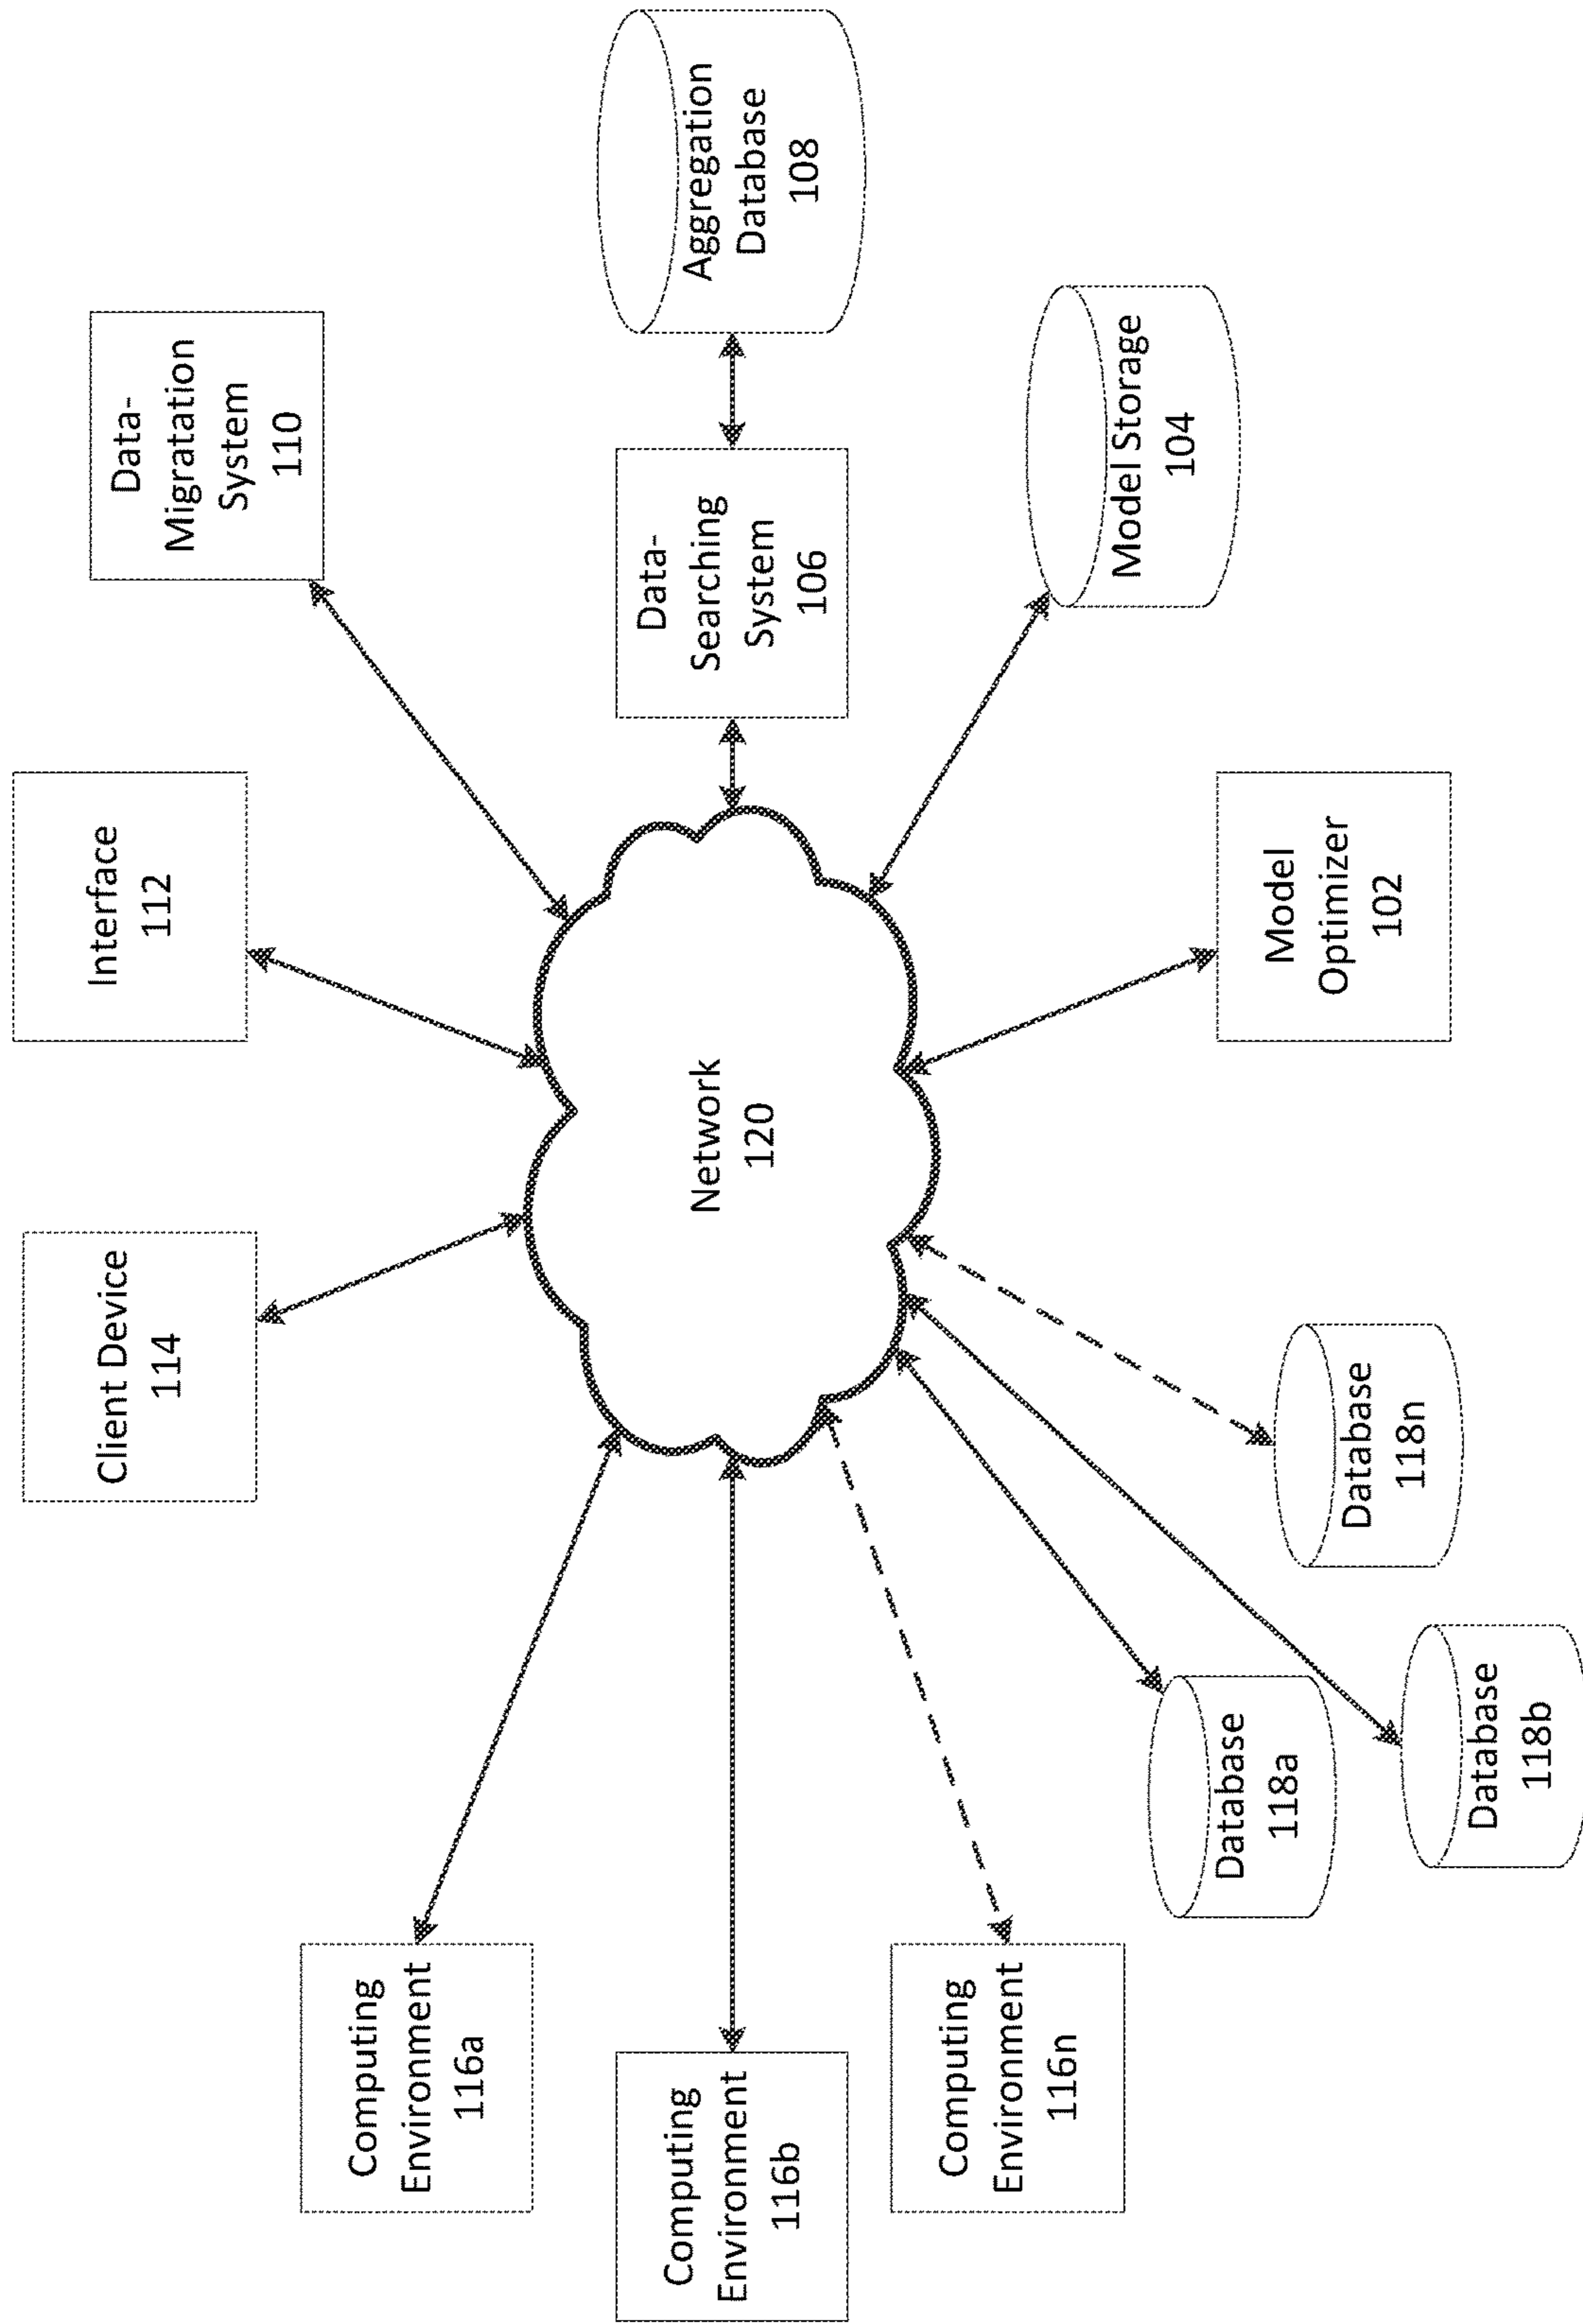 Computing
Environment
116a
Client Device
114
Interface
112
Data-
Migratation
System
110
Computing
Environment
116b
Network
120
Data-
Searching
System
106
Aggregation
Database
108
Computing
Environment
116n
Database
118a
Database
118b
Database
118n
Model
Optimizer
102
Model Storage
104